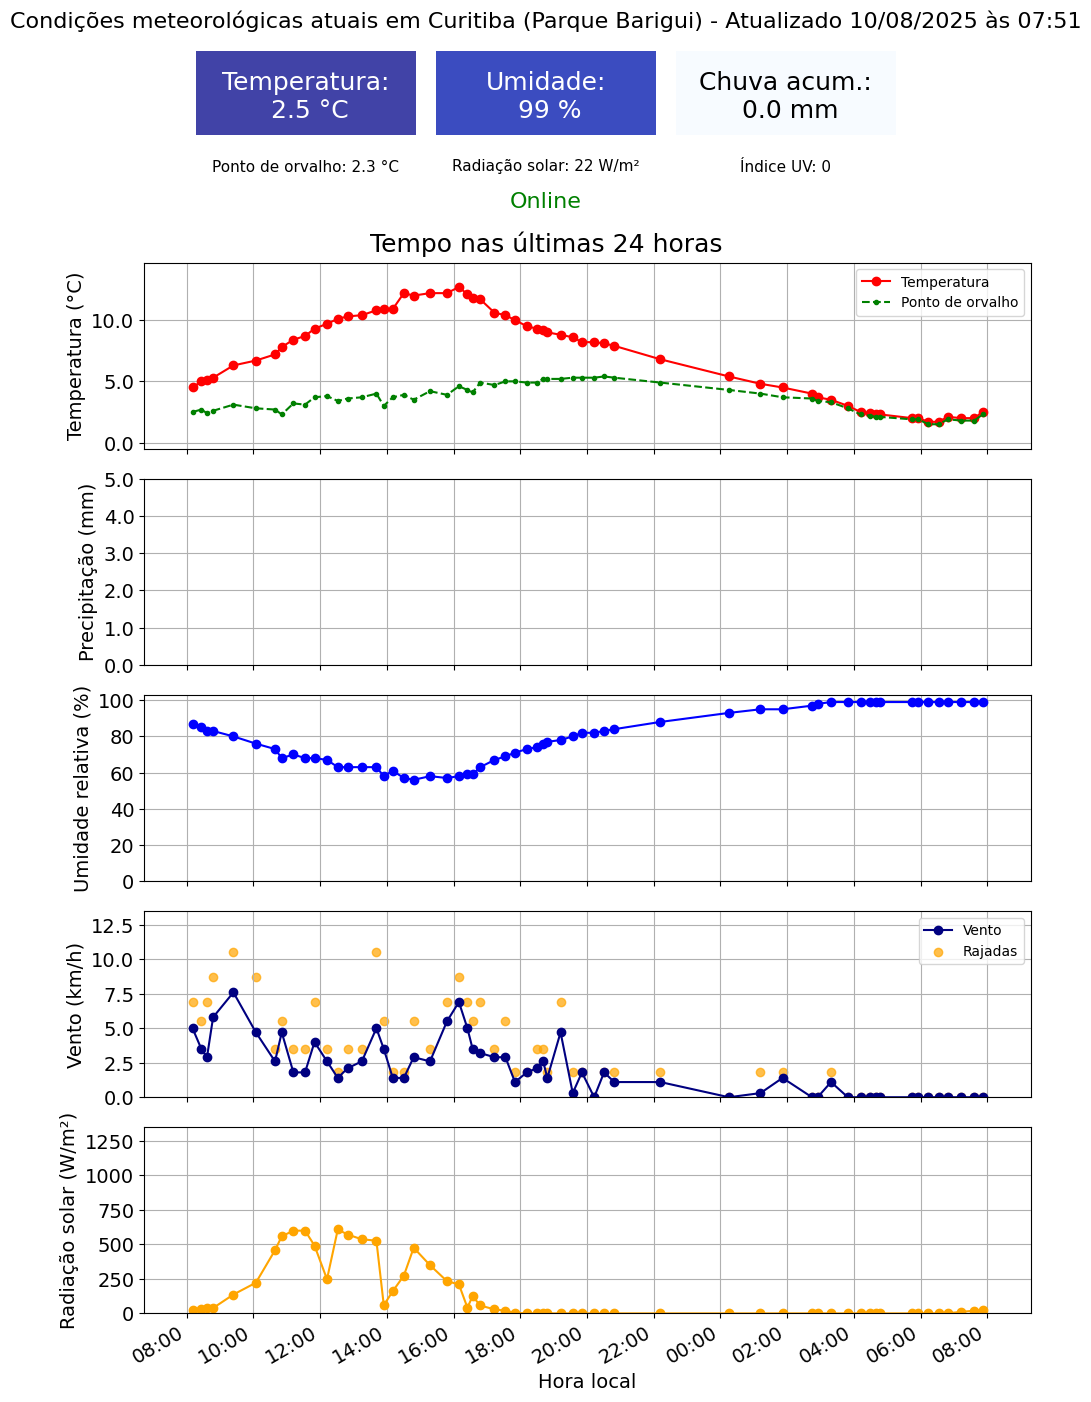 Condições meteorológicas atuais em Curitiba (Parque Barigui) - Atualizado 10/08/2025 às 07:51
Temperatura:
2.5 °C
Umidade:
99 %
Chuva acum.:
0.0 mm
Ponto de orvalho: 2.3 °C
Radiação solar: 22 W/m²
Índice UV: 0
Online
Tempo nas últimas 24 horas
Temperatura (°C)
10.0
5.0
0.0
Temperatura
Ponto de orvalho
Precipitação (mm)
5.0
4.0
3.0
2.0
1.0
0.0
Umidade relativa (%)
100
80
60
40
20
0
Vento (km/h)
12.5
10.0
7.5
5.0
2.5
0.0
Vento
Rajadas
Radiação solar (W/m²)
1250
1000
750
500
250
0
08:00
10:00
12:00
14:00
16:00
18:00
20:00
22:00
00:00
02:00
04:00
06:00
08:00
Hora local